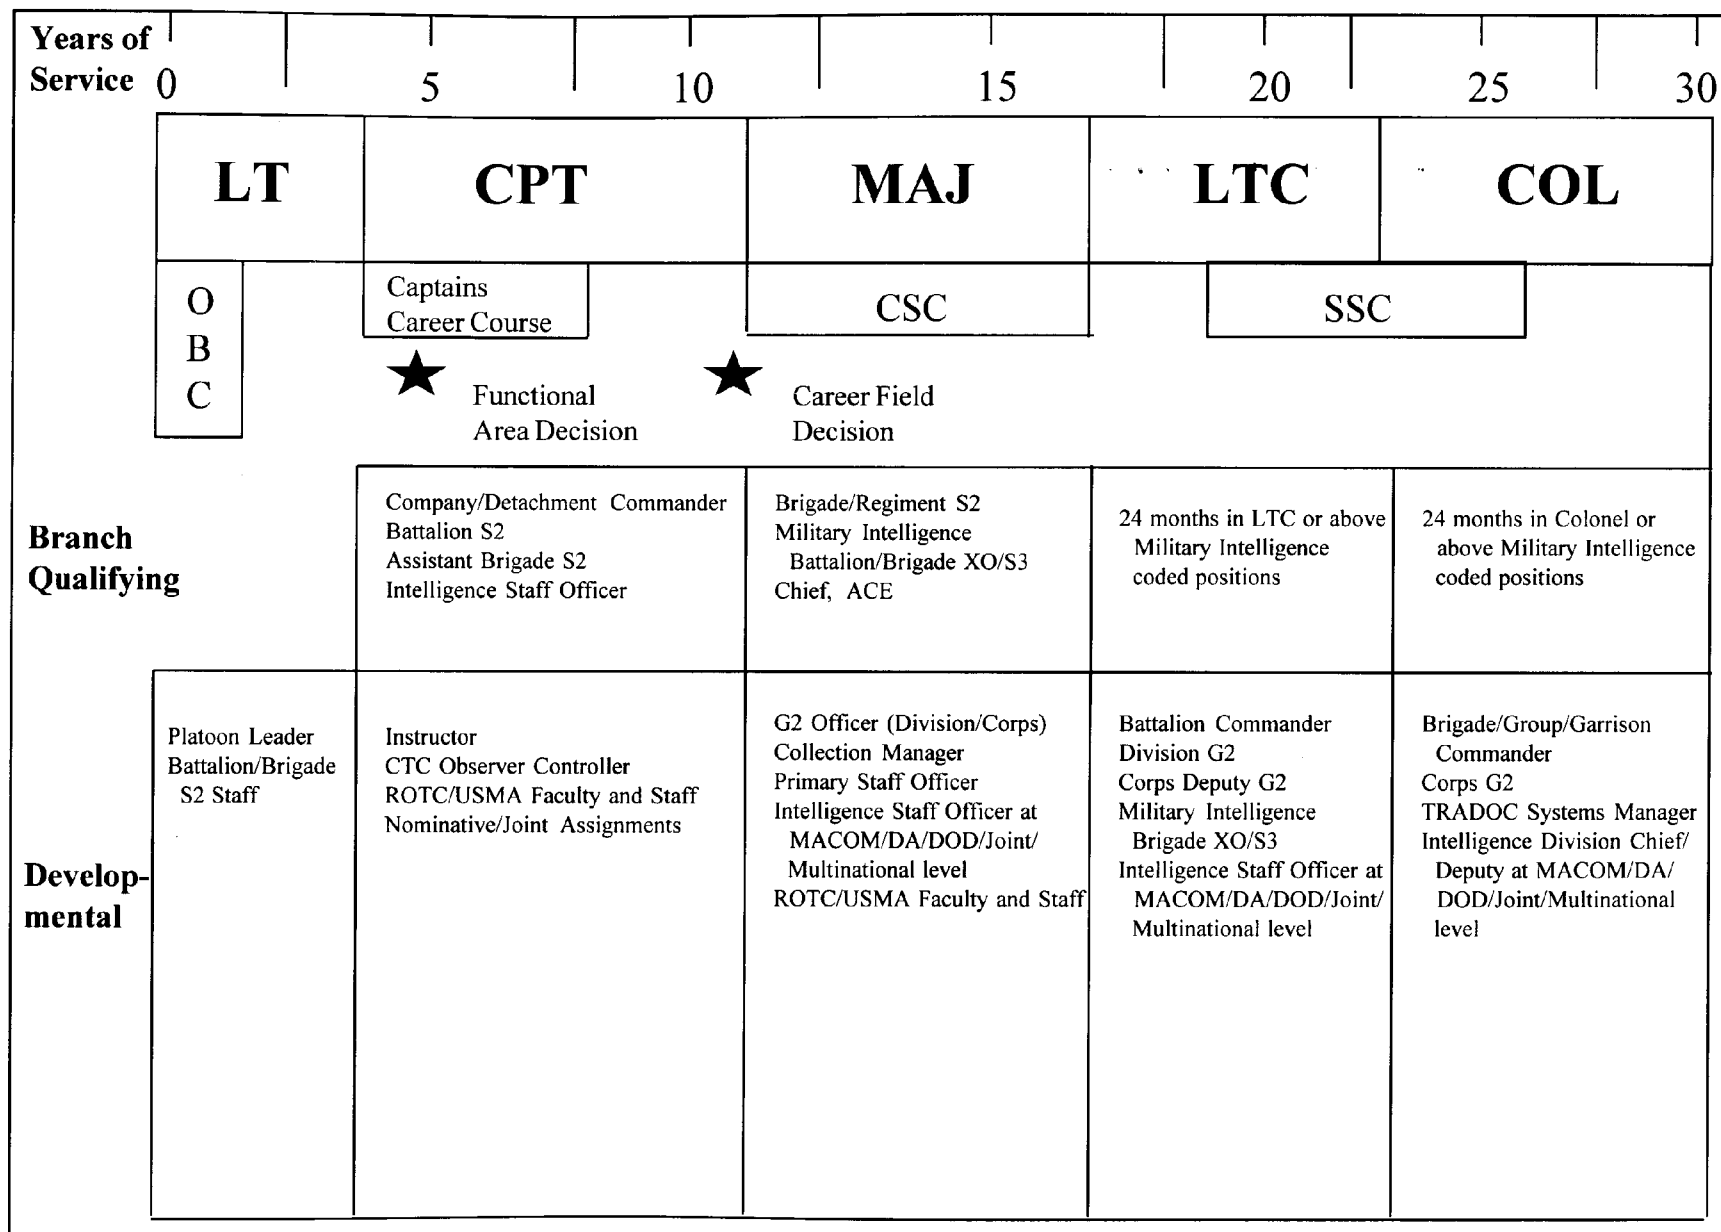 Years of
Service 0 5 10 15 20 25 30
LT CPT MAJ LTC COL
O
B
C
Captains
Career Course
CSC
SSC
Functional
Area Decision
Career Field
Decision
Branch
Qualifying
Company/Detachment Commander
Battalion S2
Assistant Brigade S2
Intelligence Staff Officer
Brigade/Regiment S2
Military Intelligence
Battalion/Brigade XO/S3
Chief, ACE
24 months in LTC or above
Military Intelligence
coded positions
24 months in Colonel or
above Military Intelligence
coded positions
Develop-
mental
Platoon Leader
Battalion/Brigade
S2 Staff
Instructor
CTC Observer Controller
ROTC/USMA Faculty and Staff
Nominative/Joint Assignments
G2 Officer (Division/Corps)
Collection Manager
Primary Staff Officer
Intelligence Staff Officer at
MACOM/DA/DOD/Joint/
Multinational level
ROTC/USMA Faculty and Staff
Battalion Commander
Division G2
Corps Deputy G2
Military Intelligence
Brigade XO/S3
Intelligence Staff Officer at
MACOM/DA/DOD/Joint/
Multinational level
Brigade/Group/Garrison
Commander
Corps G2
TRADOC Systems Manager
Intelligence Division Chief/
Deputy at MACOM/DA/
DOD/Joint/Multinational
level